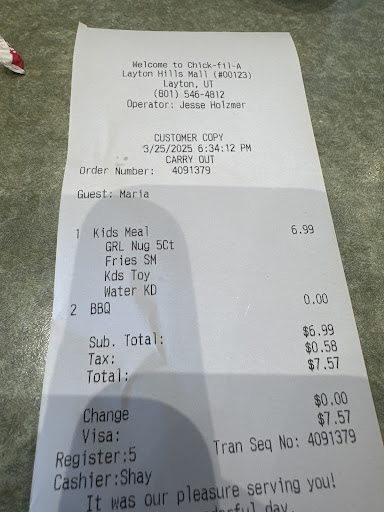 Welcome to Chick-fil-A
Layton Hills Mall (#00123)
Layton, UT
(801) 546-4812
Operator: Jesse Holzmer
CUSTOMER COPY
3/25/2025 6:34:12 PM
CARRY OUT
Order Number: 4091379
Guest: Maria
1 Kids Meal 6.99
GRL Nug 5Ct
Fries SM
Kds Toy
Water KD
2 BBQ 0.00
Sub. Total: $6.99
Tax: $0.58
Total: $7.57
Change $0.00
Visa: $7.57
Register:5 Tran Seq No: 4091379
Cashier:Shay
It was our pleasure serving you!
day.